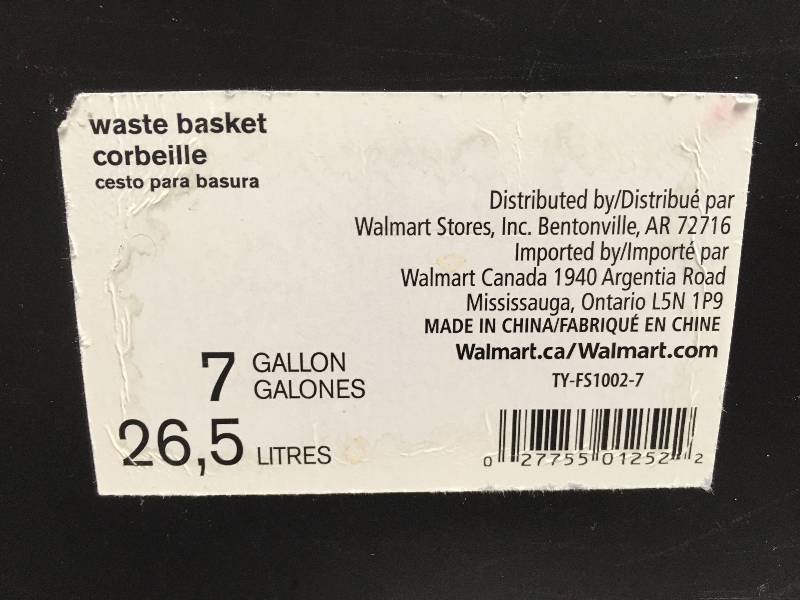 waste basket
corbeille
cesto para basura
Distributed by/Distribué par
Walmart Stores, Inc. Bentonville, AR 72716
Imported by/Importé par
Walmart Canada 1940 Argentia Road
Mississauga, Ontario L5N 1P9
MADE IN CHINA/FABRIQUÉ EN CHINE
Walmart.ca/Walmart.com
TY-FS1002-7
7 GALLON
GALONES
26,5 LITRES
0 27755 01252 2